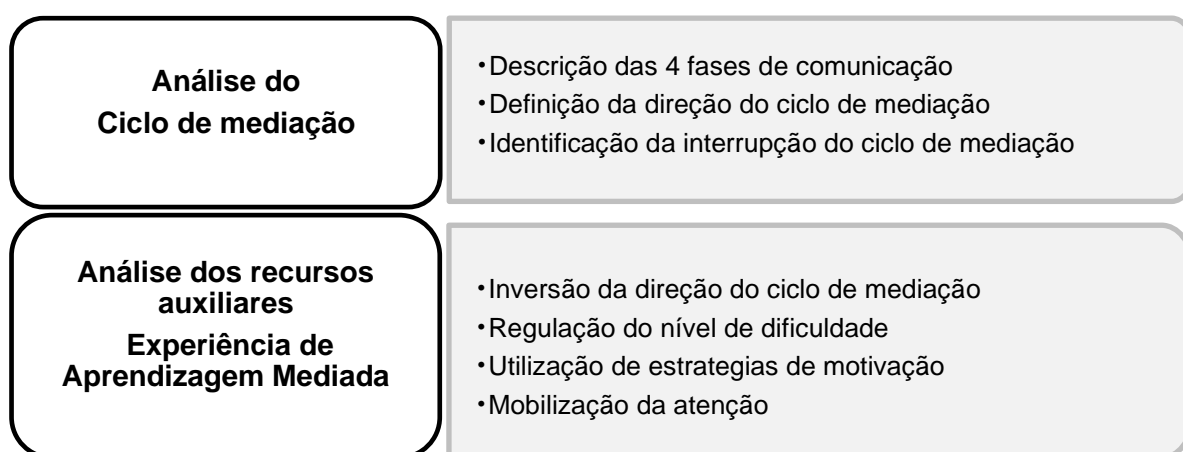 Análise do
Ciclo de mediação
•Descrição das 4 fases de comunicação
•Definição da direção do ciclo de mediação
•Identificação da interrupção do ciclo de mediação
Análise dos recursos
auxiliares
Experiência de
Aprendizagem Mediada
•Inversão da direção do ciclo de mediação
•Regulação do nível de dificuldade
•Utilização de estrategias de motivação
•Mobilização da atenção